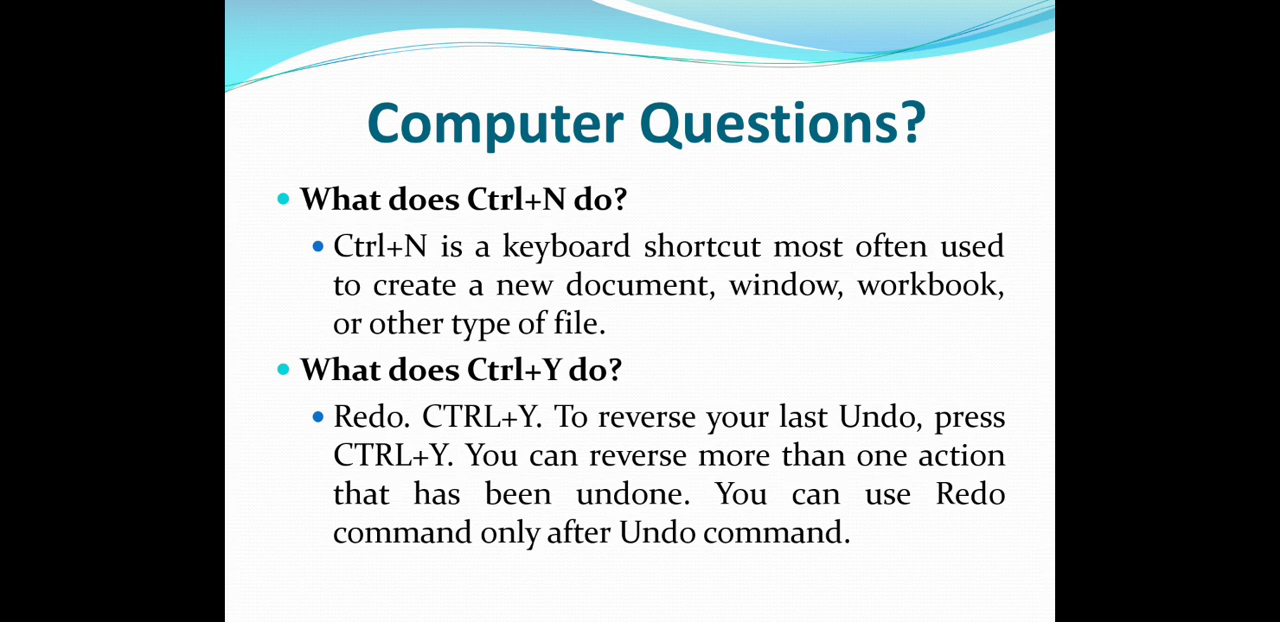 Computer Questions?
What does Ctrl+N do?
Ctrl+N is a keyboard shortcut most often used
to create a new document, window, workbook,
or other type of file.
What does Ctrl+Y do?
Redo. CTRL+Y. To reverse your last Undo, press
CTRL+Y. You can reverse more than one action
that has been undone. You can use Redo
command only after Undo command.